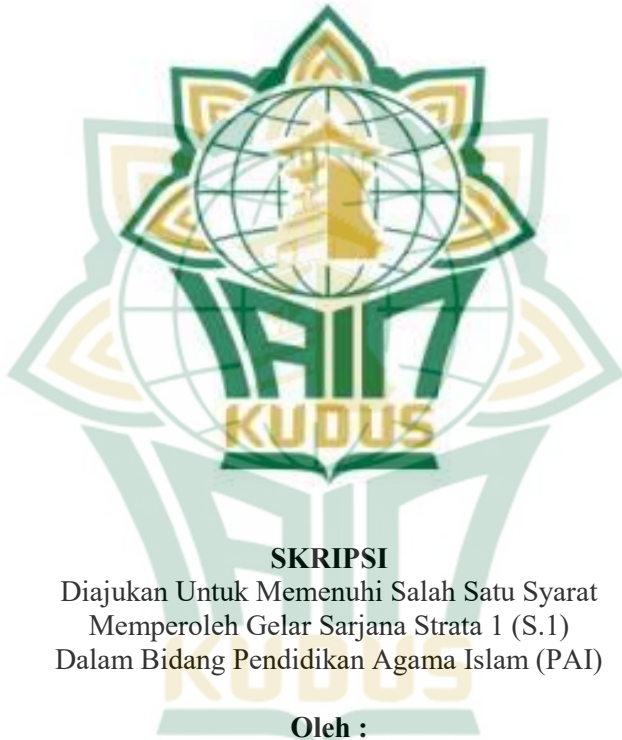 IAIN
KUDUS
SKRIPSI
Diajukan Untuk Memenuhi Salah Satu Syarat
Memperoleh Gelar Sarjana Strata 1 (S.1)
Dalam Bidang Pendidikan Agama Islam (PAI)
Oleh :